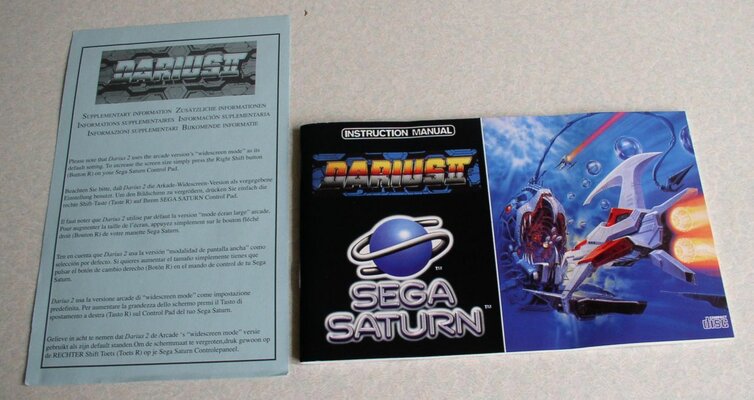 DARIUS II
SUPPLEMENTARY INFORMATION ZUSÄTZLICHE INFORMATIONEN
INFORMATIONS SUPPLEMENTAIRES INFORMACIÓN SUPLEMENTARIA
INFORMAZIONI SUPPLEMENTARI BIJKOMENDE INFORMATIE
Please note that Darius 2 uses the arcade version's "widescreen mode" as its
default setting. To increase the screen size simply press the Right Shift button
(Button R) on your Sega Saturn Control Pad.
Beachten Sie bitte, daß Darius 2 die Arkade-Widescreen-Version als vorgegebene
Einstellung benutzt. Um den Bildschirm zu vergrößern, drücken Sie einfach die
rechte Shift-Taste (Taste R) auf Ihrem SEGA SATURN Control Pad.
Il faut noter que Darius 2 utilise par défaut la version "mode écran large" arcade.
Pour augmenter la taille de l'écran, appuyez simplement sur le bouton fléché
droit (Bouton R) de votre manette Sega Saturn.
Ten en cuenta que Darius 2 usa la versión "modalidad de pantalla ancha" como
selección por defecto. Si quieres aumentar el tamaño simplemente tienes que
pulsar el botón de cambio derecho (Botón R) en el mando de control de tu Sega
Saturn.
Darius 2 usa la versione arcade di "widescreen mode" come impostazione
predefinita. Per aumentare la grandezza dello schermo premi il Tasto di
spostamento a destra (Tasto R) sul Control Pad del tuo Sega Saturn.
Gelieve in acht te nemen dat Darius 2 de Arcade 's "widescreen mode" versie
gebruikt als zijn default standen.Om de schermmaat te vergroten,druk gewoon op
de RECHTER Shift Toets (Toets R) op je Sega Saturn Controlepaneel.
INSTRUCTION MANUAL
DARIUS II
TM
SEGA
SATURN
TM
COMPACT
disc